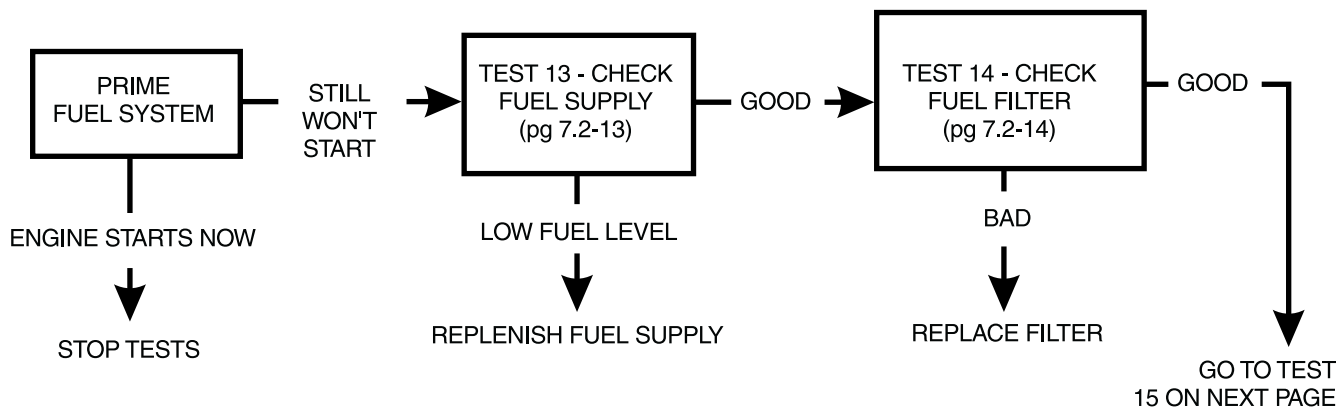 PRIME
FUEL SYSTEM
STILL
WON'T
START
TEST 13 - CHECK
FUEL SUPPLY
(pg 7.2-13)
GOOD
TEST 14 - CHECK
FUEL FILTER
(pg 7.2-14)
GOOD
ENGINE STARTS NOW
STOP TESTS
LOW FUEL LEVEL
REPLENISH FUEL SUPPLY
BAD
REPLACE FILTER
GO TO TEST
15 ON NEXT PAGE